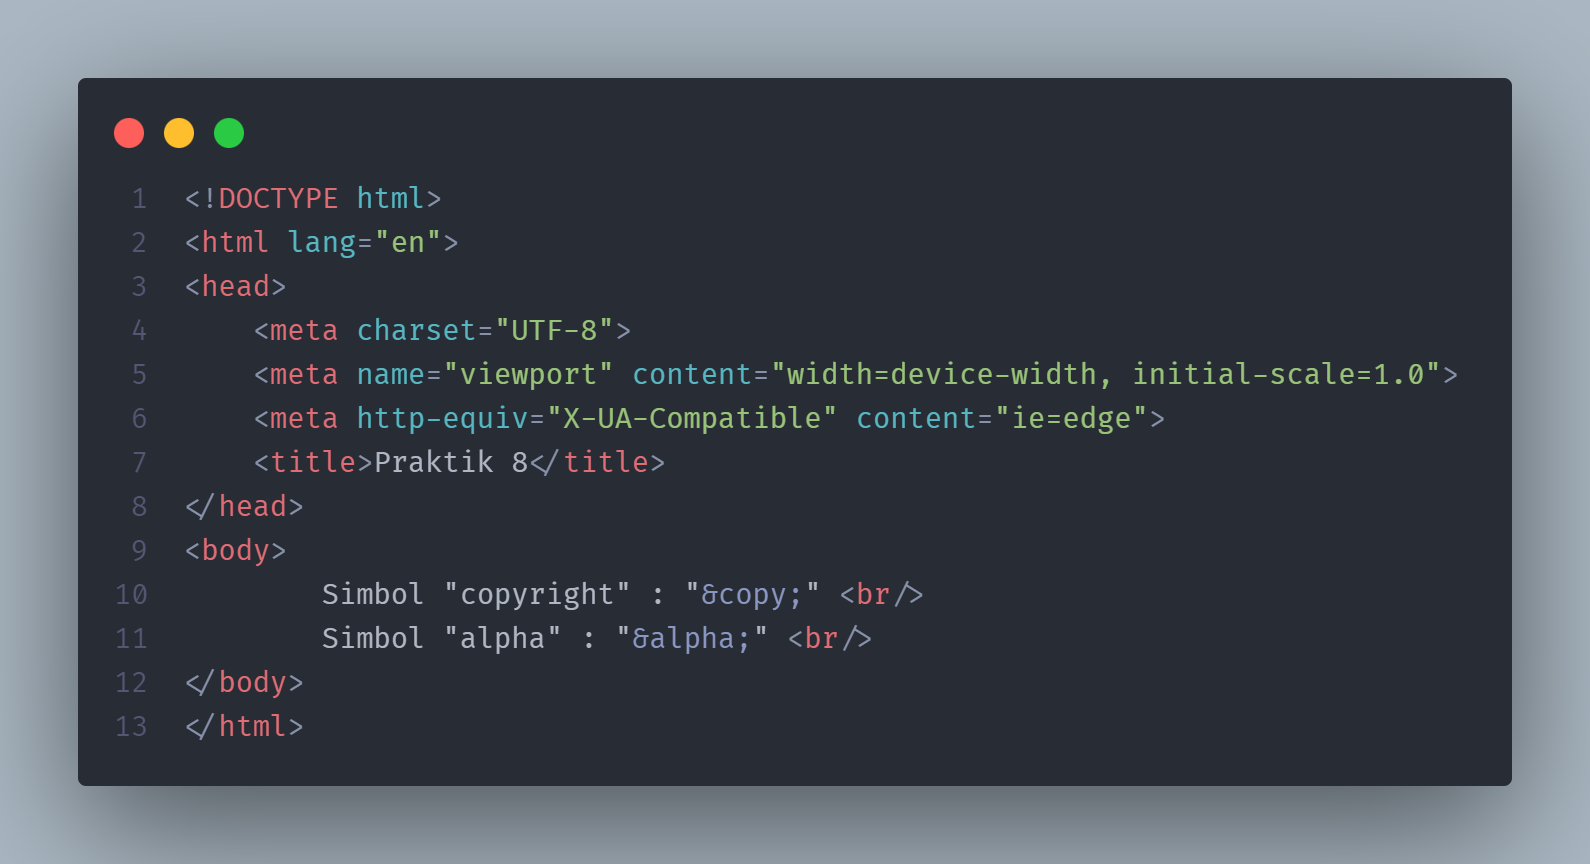 1 <!DOCTYPE html>
2 <html lang="en">
3 <head>
4     <meta charset="UTF-8">
5     <meta name="viewport" content="width=device-width, initial-scale=1.0">
6     <meta http-equiv="X-UA-Compatible" content="ie=edge">
7     <title>Praktik 8</title>
8 </head>
9 <body>
10         Simbol "copyright" : "&copy;" <br/>
11         Simbol "alpha" : "&alpha;" <br/>
12 </body>
13 </html>